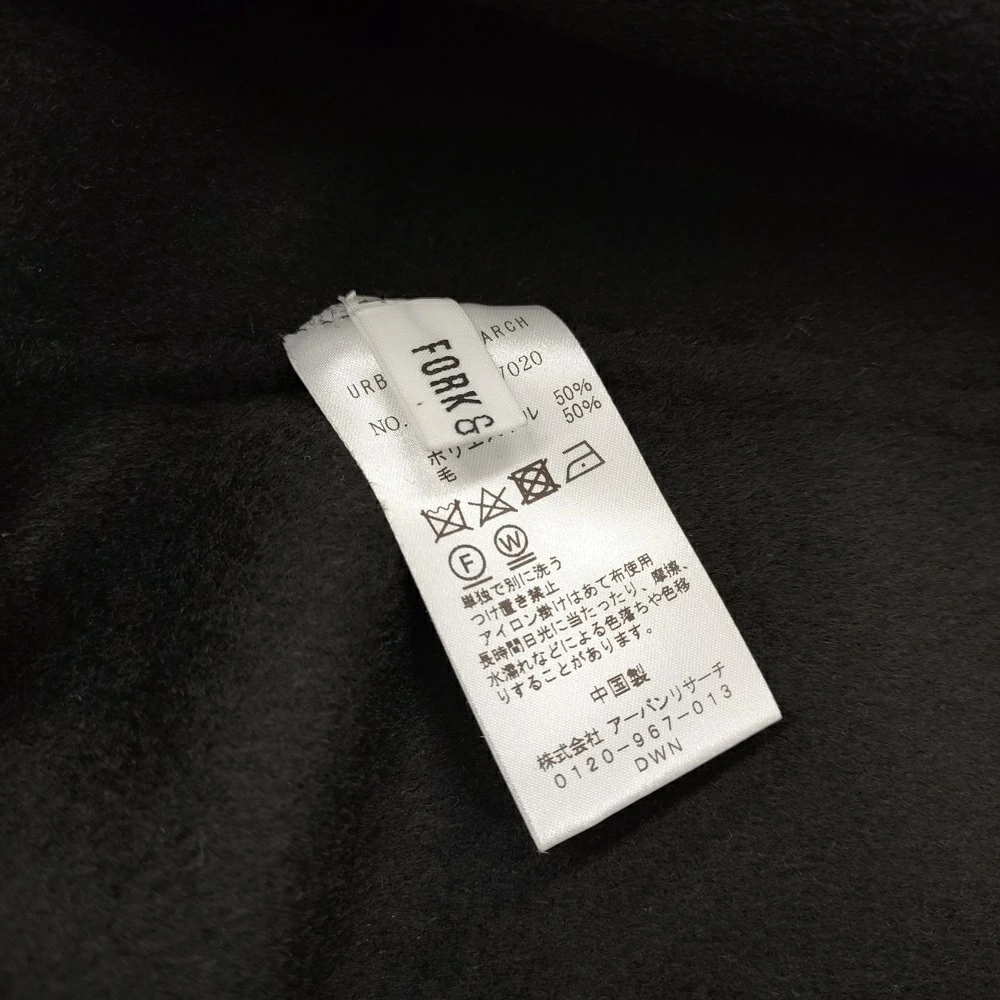 FORK &
URB ARCH
NO. 7020
ポリエ ル 50%
毛 50%
F W
単独で別に洗う
つけ置き禁止
アイロン掛けはあて布使用
長時間日光に当たったり、摩擦、
水濡れなどによる色落ちや色移
りすることがあります。
中国製
株式会社 アーバンリサーチ
0120-967-013
DWN